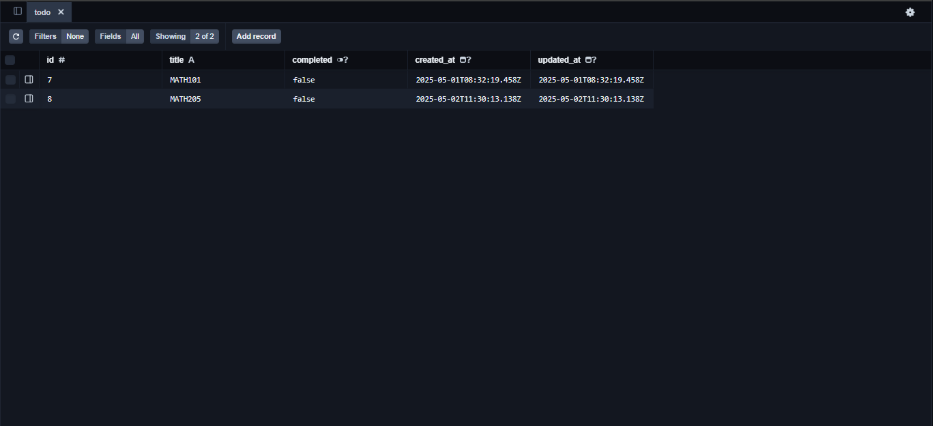 todo
Filters None Fields All Showing 2 of 2 Add record
id # title A completed ? created_at ? updated_at ?
7 MATH101 false 2025-05-01T08:32:19.458Z 2025-05-01T08:32:19.458Z
8 MATH205 false 2025-05-02T11:30:13.138Z 2025-05-02T11:30:13.138Z